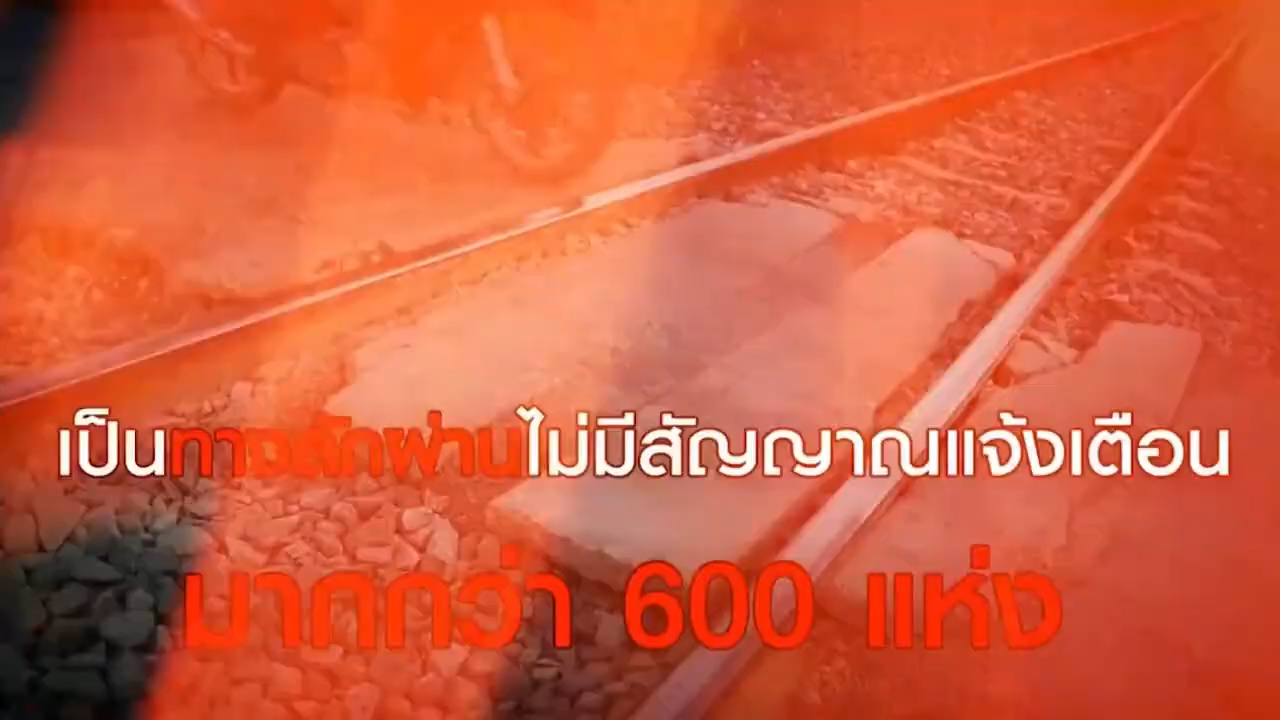 เป็นทางลักผ่านไม่มีสัญญาณแจ้งเตือน
มากกว่า 600 แห่ง